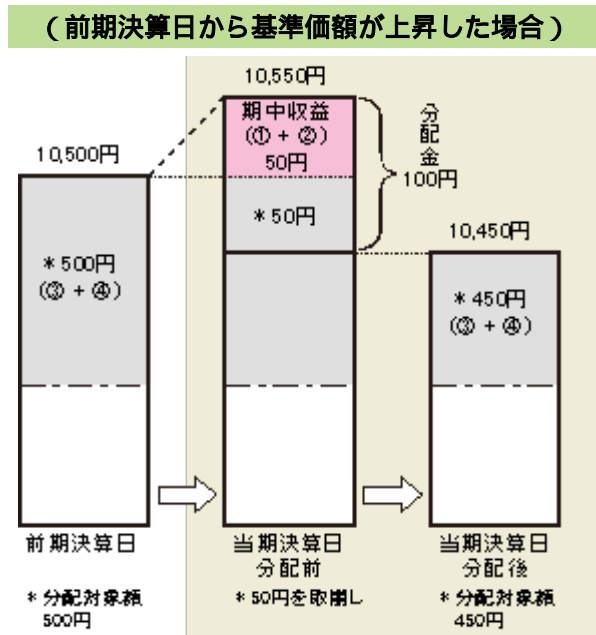 （前期決算日から基準価額が上昇した場合）
10,550円
期中収益
（①＋②）
50円
分配金
100円
10,500円
＊50円
10,450円
＊500円
（③＋④）
＊450円
（③＋④）
前期決算日
当期決算日
分配前
当期決算日
分配後
＊分配対象額
500円
＊50円を取崩し
＊分配対象額
450円